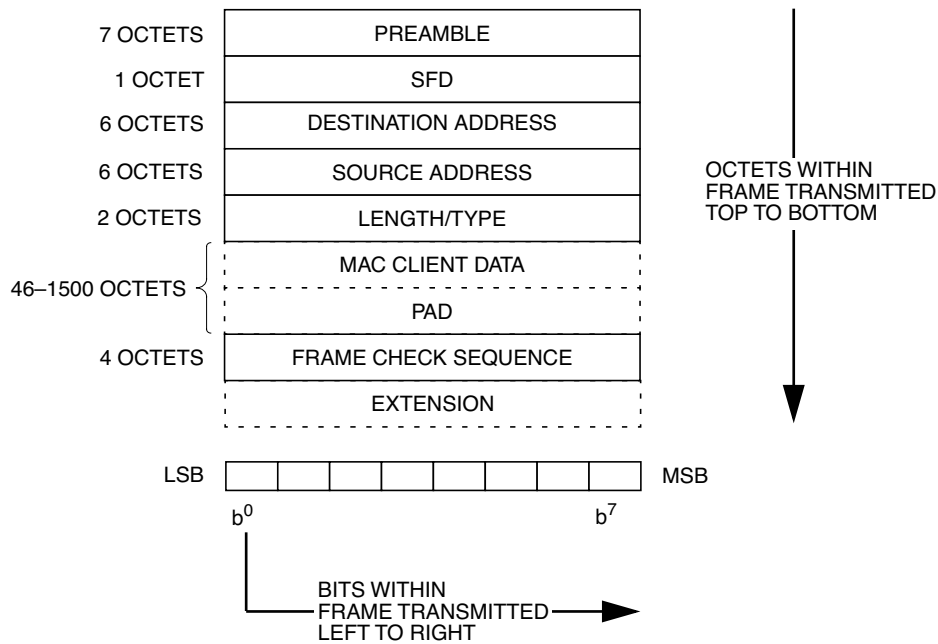 7 OCTETS PREAMBLE
1 OCTET SFD
6 OCTETS DESTINATION ADDRESS
6 OCTETS SOURCE ADDRESS
2 OCTETS LENGTH/TYPE
MAC CLIENT DATA
46–1500 OCTETS
PAD
4 OCTETS FRAME CHECK SEQUENCE
EXTENSION
OCTETS WITHIN
FRAME TRANSMITTED
TOP TO BOTTOM
LSB MSB
b⁰ b⁷
BITS WITHIN
FRAME TRANSMITTED
LEFT TO RIGHT